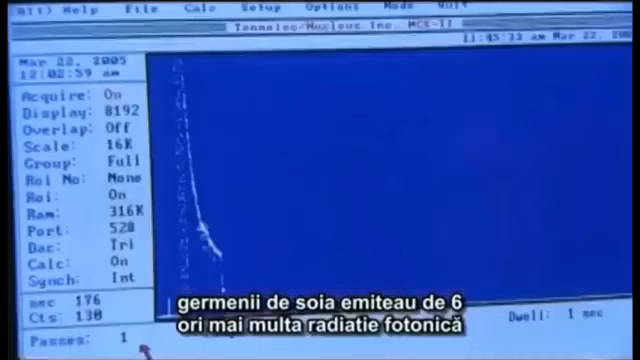 (Alt) Help File Calc Setup Options Mode Quit
Tennelec/Nucleus Inc. MCS-II
11:45:33 am Mar 22, 200
Mar 22, 2005
12:02:59 am
Acquire: On
Display: 8192
Overlap: Off
Scale: 16K
Group: Full
Roi No: None
Roi: On
Ram: 316K
Port: 528
Dac: Tri
Calc: On
Synch: Int
sec 176
Cts: 130
Dwell: 1 sec
Passes: 1
germenii de soia emiteau de 6
ori mai multa radiatie fotonică